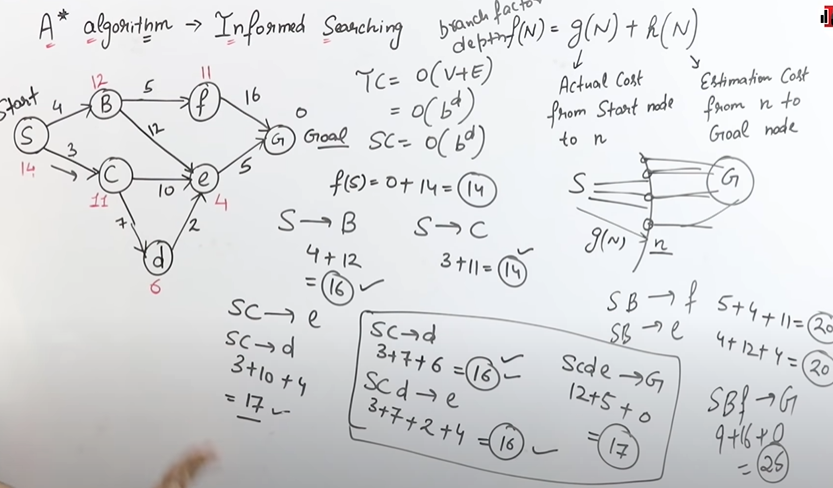 A* algorithm → Informed Searching
branch factor
depth
f(N) = g(N) + h(N)
Actual Cost
from Start node
to n
Estimation Cost
from n to
Goal node
TC = O(V+E)
= O(b^d)
SC = O(b^d)
Start
S
14
4
3
12
B
5
11
f
16
0
G
Goal
12
C
11
10
e
4
5
7
2
d
6
f(S) = 0 + 14 = 14
S → B
4 + 12
= 16 ✓
S → C
3 + 11 = 14 ✓
S
G
g(N)
n
SC → e
SC → d
3 + 10 + 4
= 17 ✓
SC → d
3 + 7 + 6 = 16 ✓
SCd → e
3 + 7 + 2 + 4 = 16 ✓
Scde → G
12 + 5 + 0
= 17
SB → f 5 + 4 + 11 = 20
SB → e 4 + 12 + 4 = 20
SBf → G
9 + 16 + 0
= 25